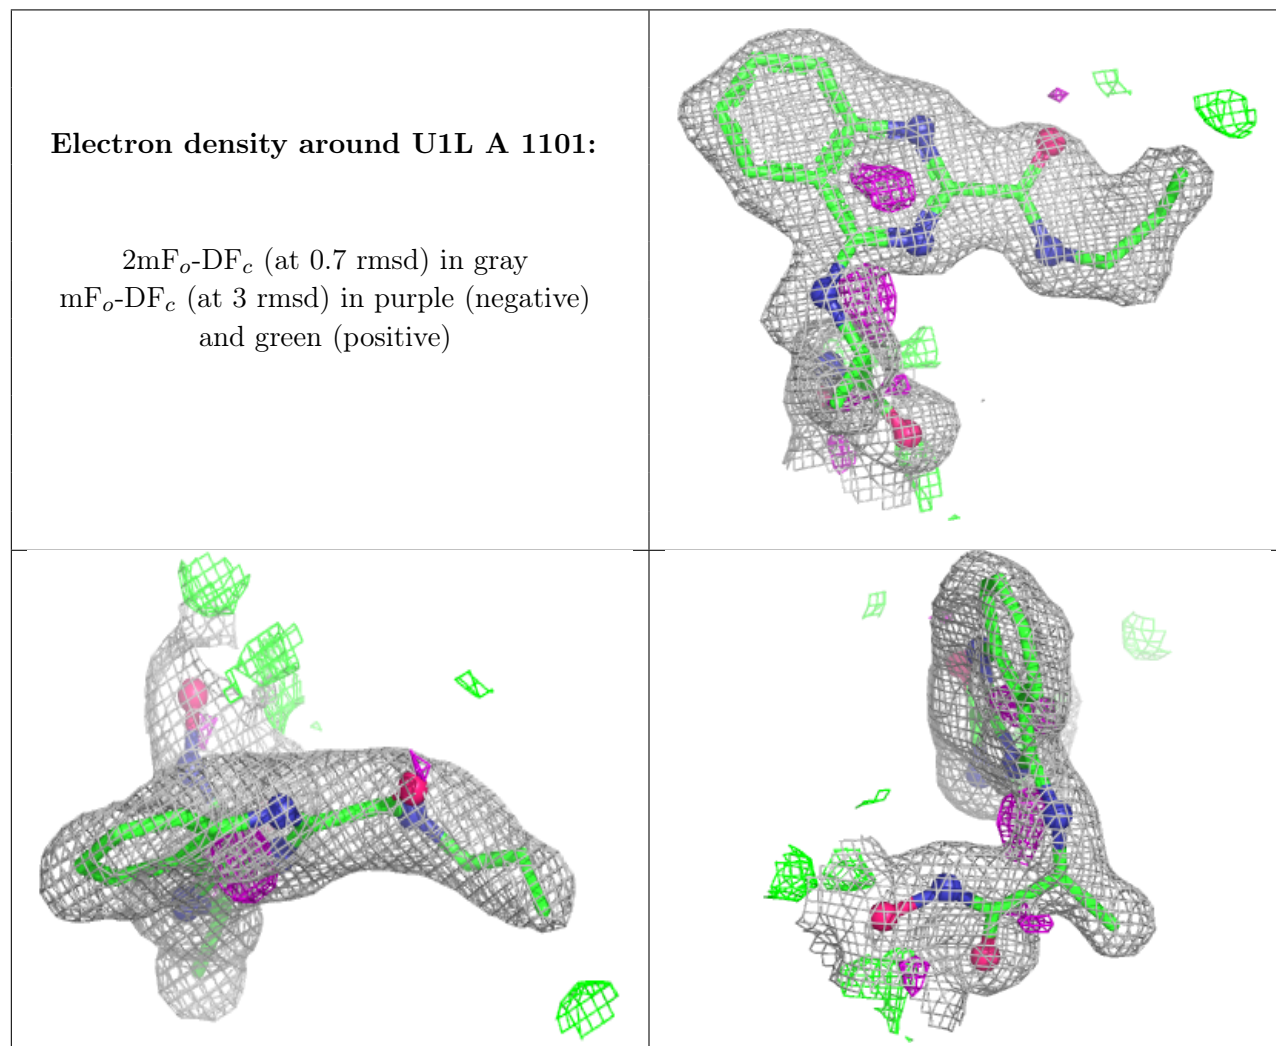 Electron density around U1L A 1101:
2mFo-DFc (at 0.7 rmsd) in gray
mFo-DFc (at 3 rmsd) in purple (negative)
and green (positive)